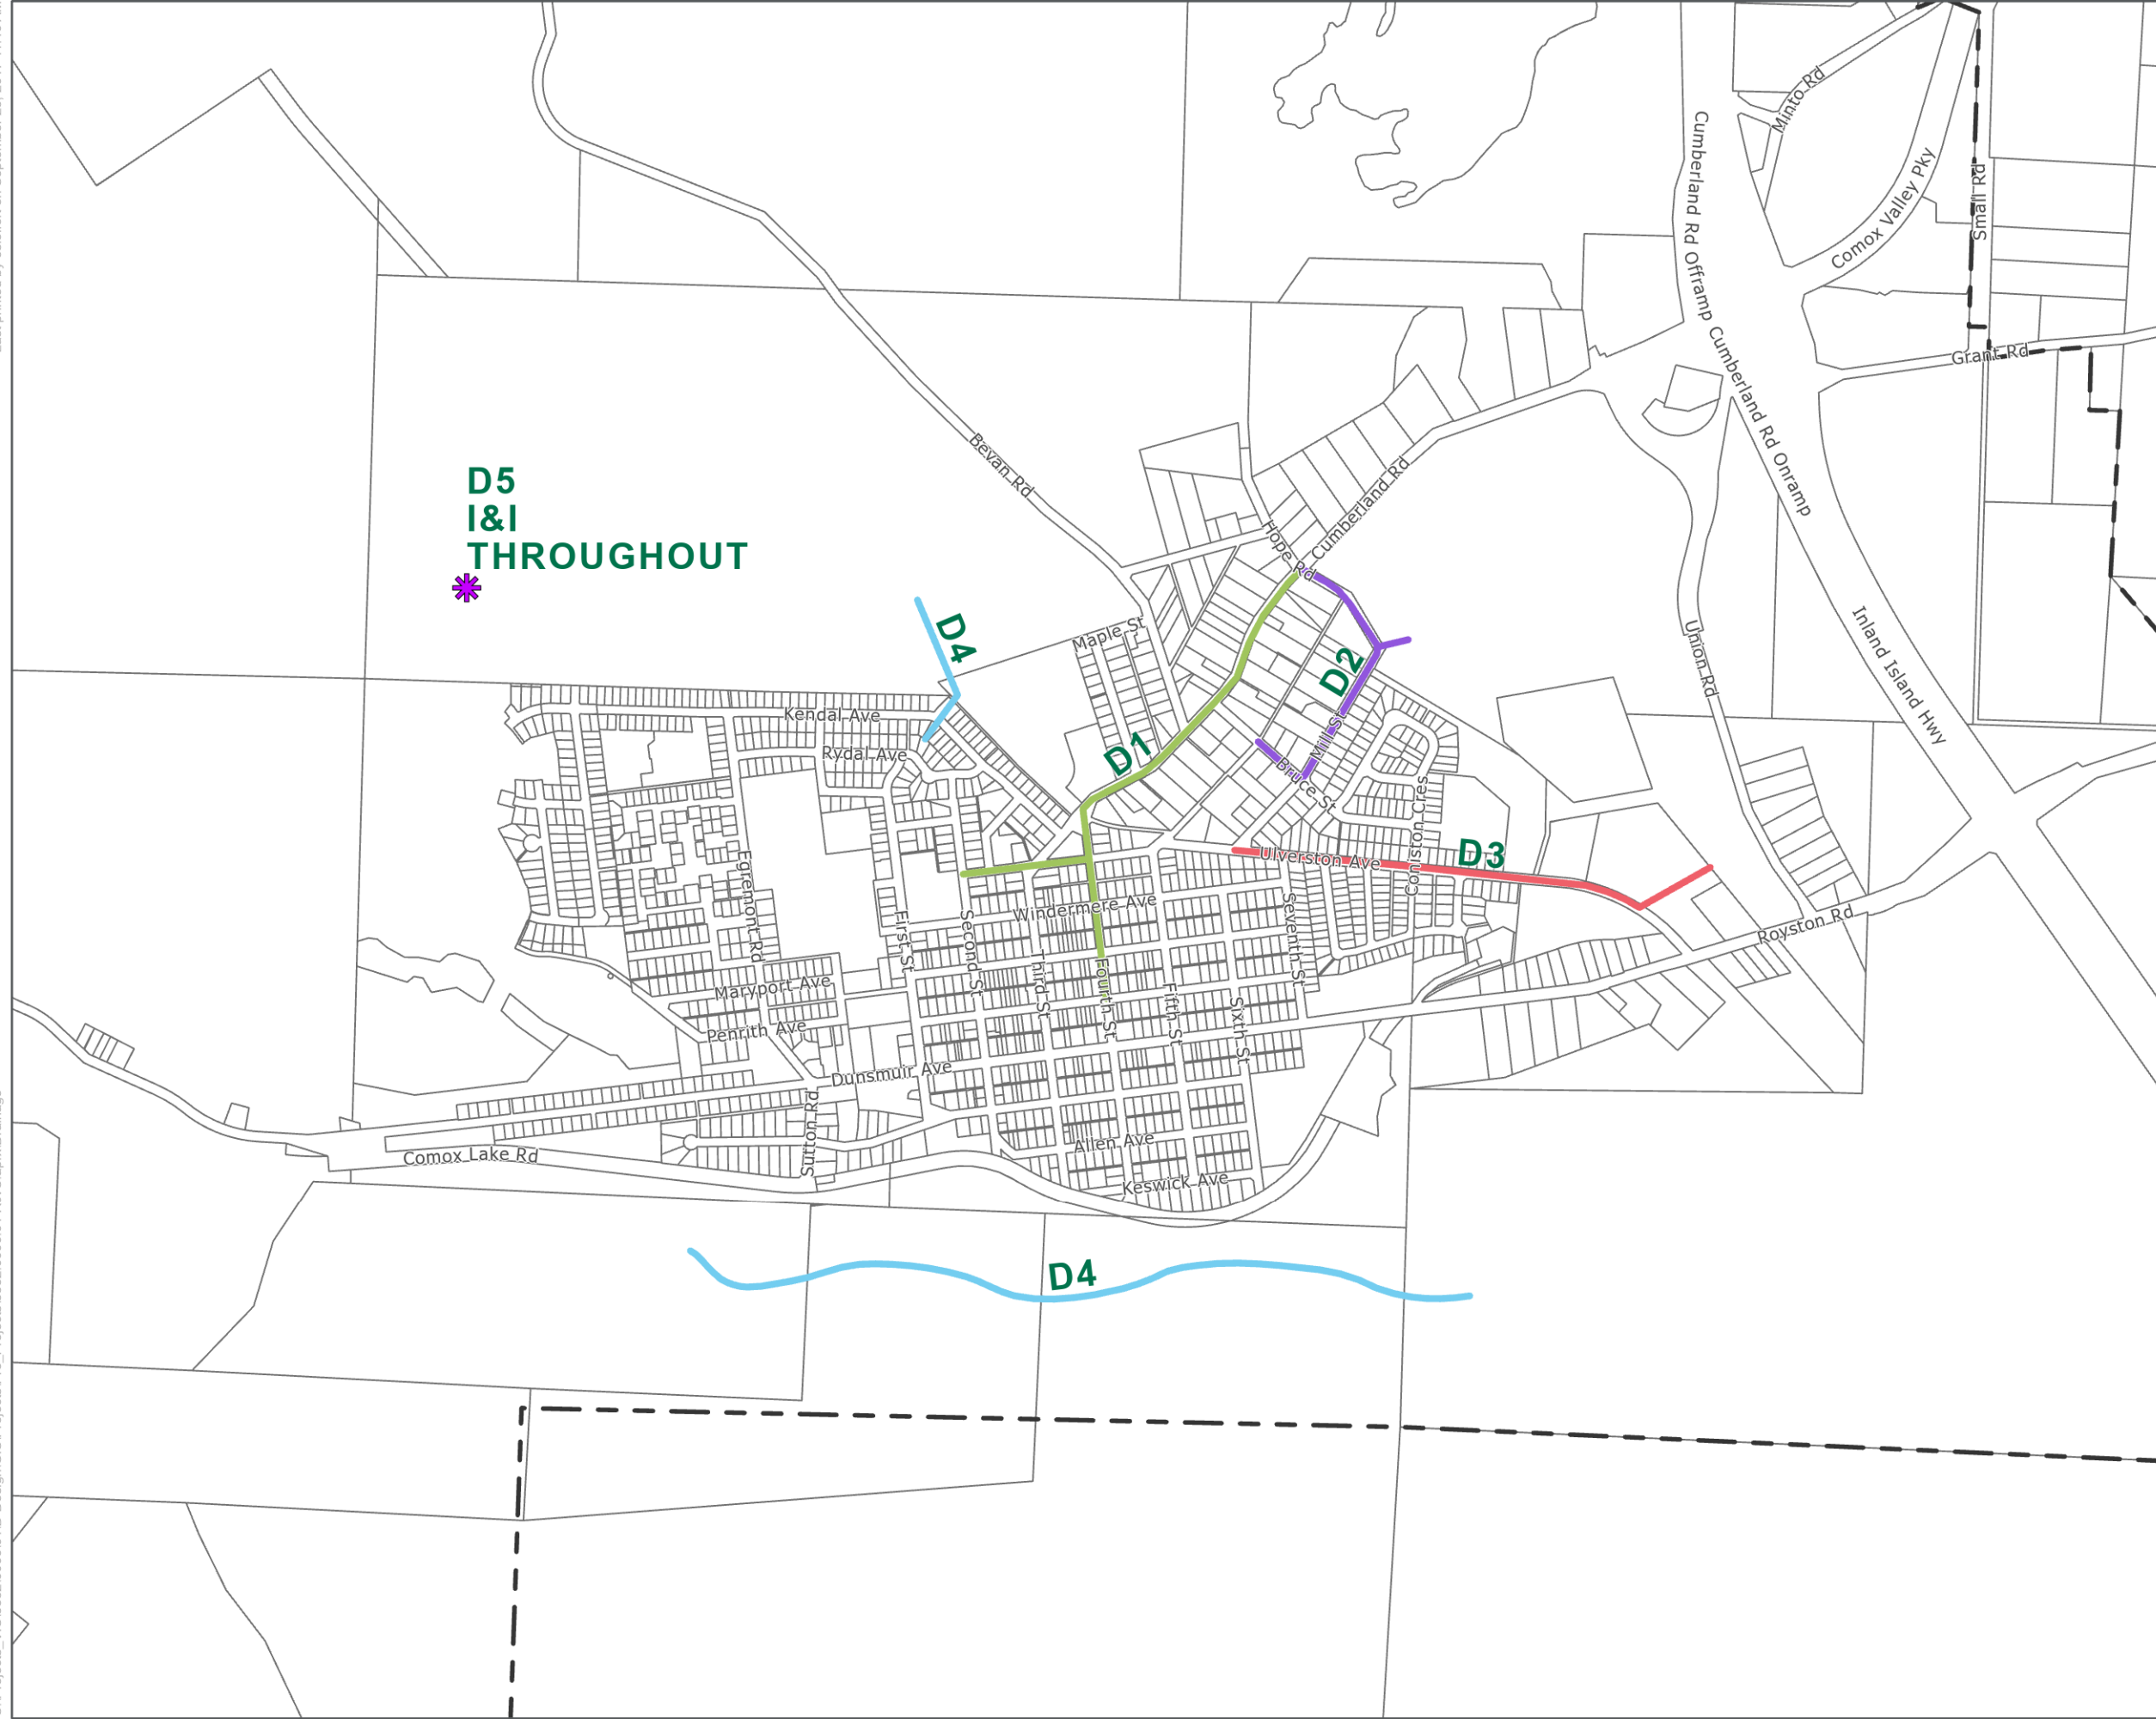 Minto Rd
Cumberland Rd Offramp
Comox Valley Pky
Small Rd
Cumberland Rd Onramp
Grant Rd
Bevan Rd
Cumberland Rd
Hope Rd
D5
I&I
THROUGHOUT
D4
Maple St
D2
Union Rd
Inland Island Hwy
Kendal Ave
Rydal Ave
D1
Mill St
Bruce St
Coniston Cres
Ulverston Ave
D3
Egremont Rd
Windermere Ave
First St
Second St
Third St
Fourth St
Fifth St
Sixth St
Seventh St
Royston Rd
Maryport Ave
Penrith Ave
Dunsmuir Ave
Sutton Rd
Allen Ave
Comox Lake Rd
Keswick Ave
D4